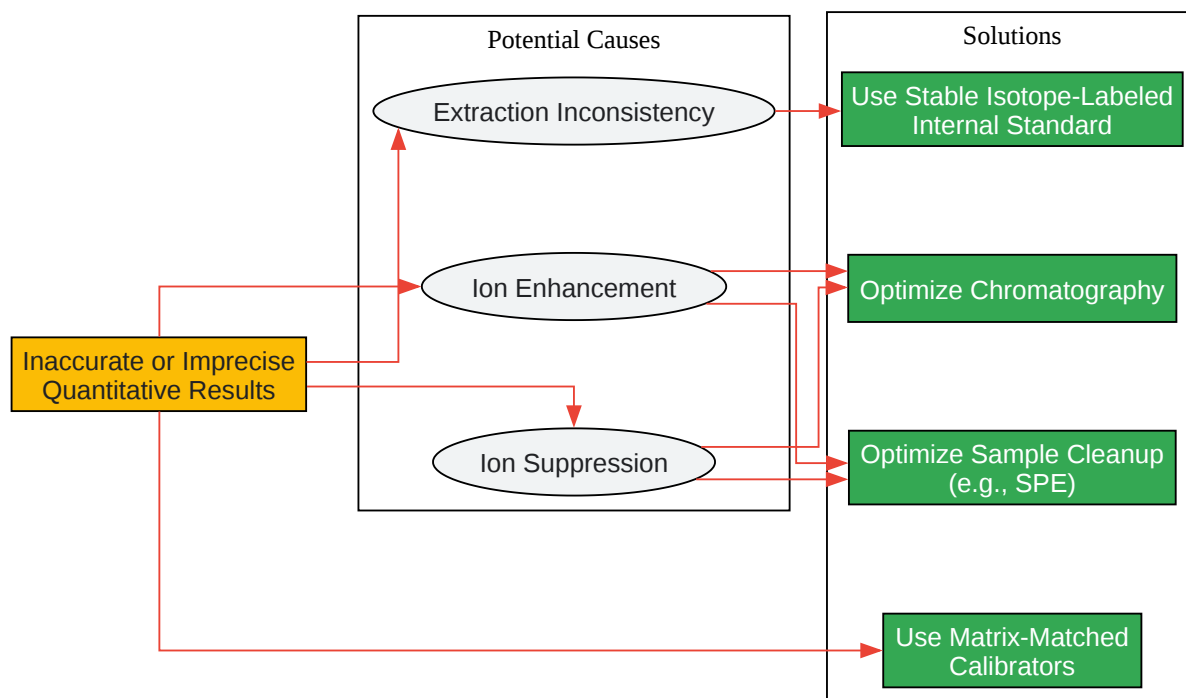 Potential Causes
Solutions
Extraction Inconsistency
Use Stable Isotope-Labeled
Internal Standard
Ion Enhancement
Optimize Chromatography
Inaccurate or Imprecise
Quantitative Results
Ion Suppression
Optimize Sample Cleanup
(e.g., SPE)
Use Matrix-Matched
Calibrators